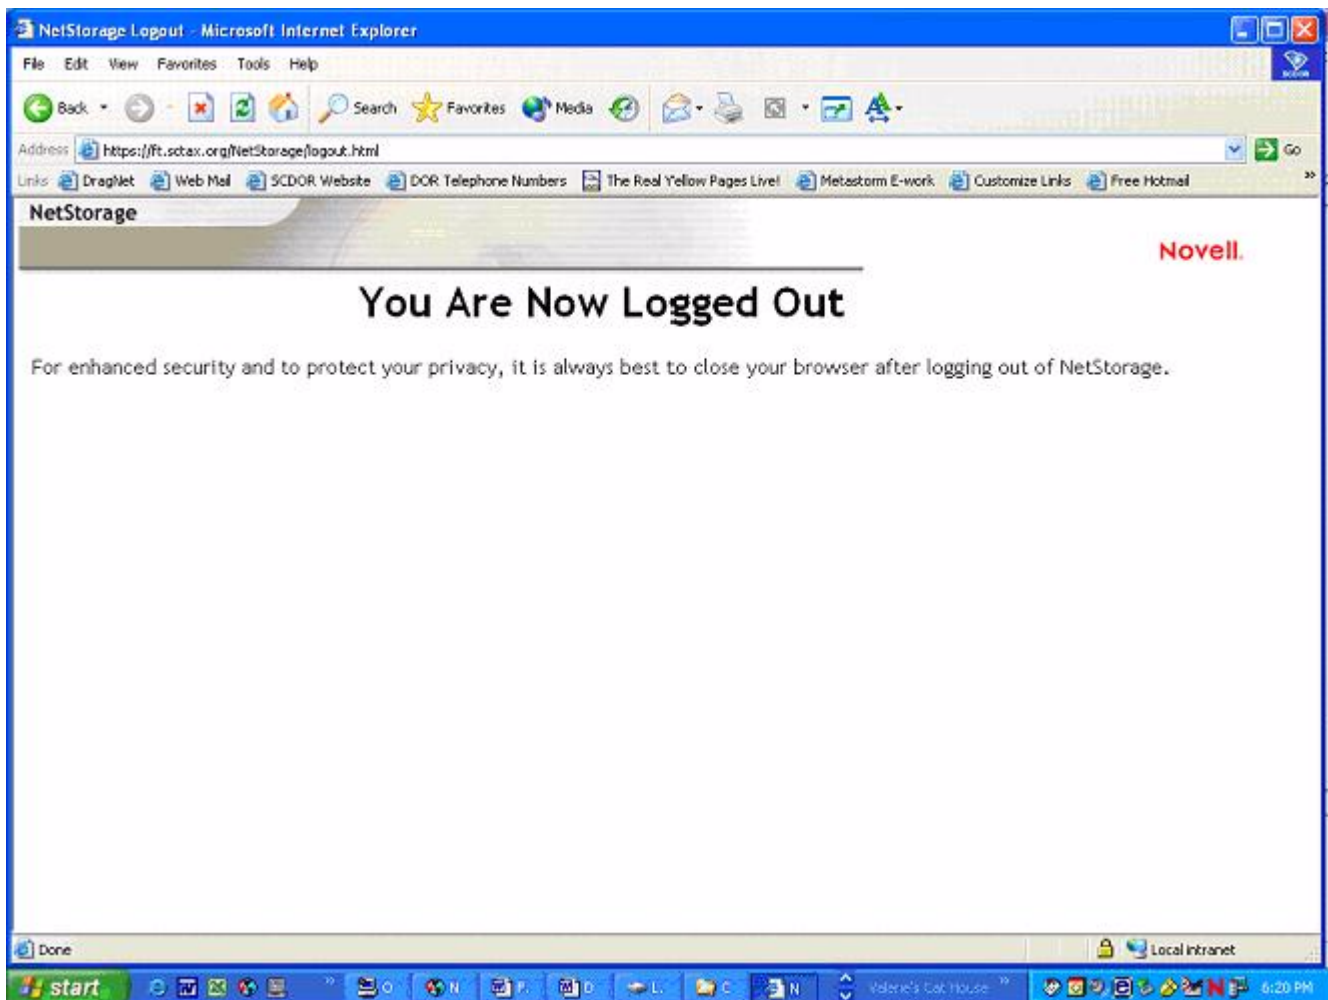 NetStorage Logout - Microsoft Internet Explorer
File Edit View Favorites Tools Help
SCDOR
Back Search Favorites Media
Address https://ft.sctax.org/NetStorage/logout.html Go
Links DragNet Web Mail SCDOR Website DOR Telephone Numbers The Real Yellow Pages Live! Metastorm E-work Customize Links Free Hotmail »
NetStorage
Novell.
You Are Now Logged Out
For enhanced security and to protect your privacy, it is always best to close your browser after logging out of NetStorage.
Done Local intranet
start » O N P. D L. C N Valerie's Cat House » 6:20 PM